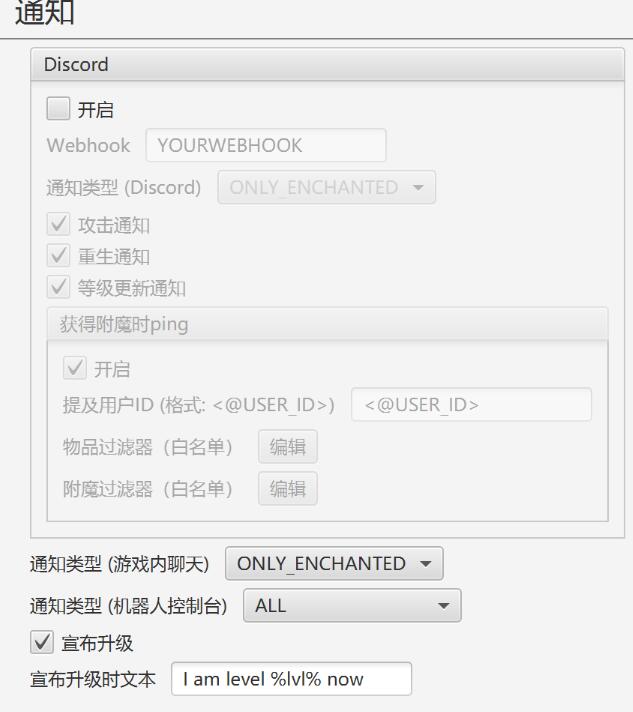 通知
Discord
开启
Webhook YOURWEBHOOK
通知类型 (Discord) ONLY_ENCHANTED
攻击通知
重生通知
等级更新通知
获得附魔时ping
开启
提及用户ID (格式: <@USER_ID>) <@USER_ID>
物品过滤器（白名单） 编辑
附魔过滤器（白名单） 编辑
通知类型 (游戏内聊天) ONLY_ENCHANTED
通知类型 (机器人控制台) ALL
宣布升级
宣布升级时文本 I am level %lvl% now